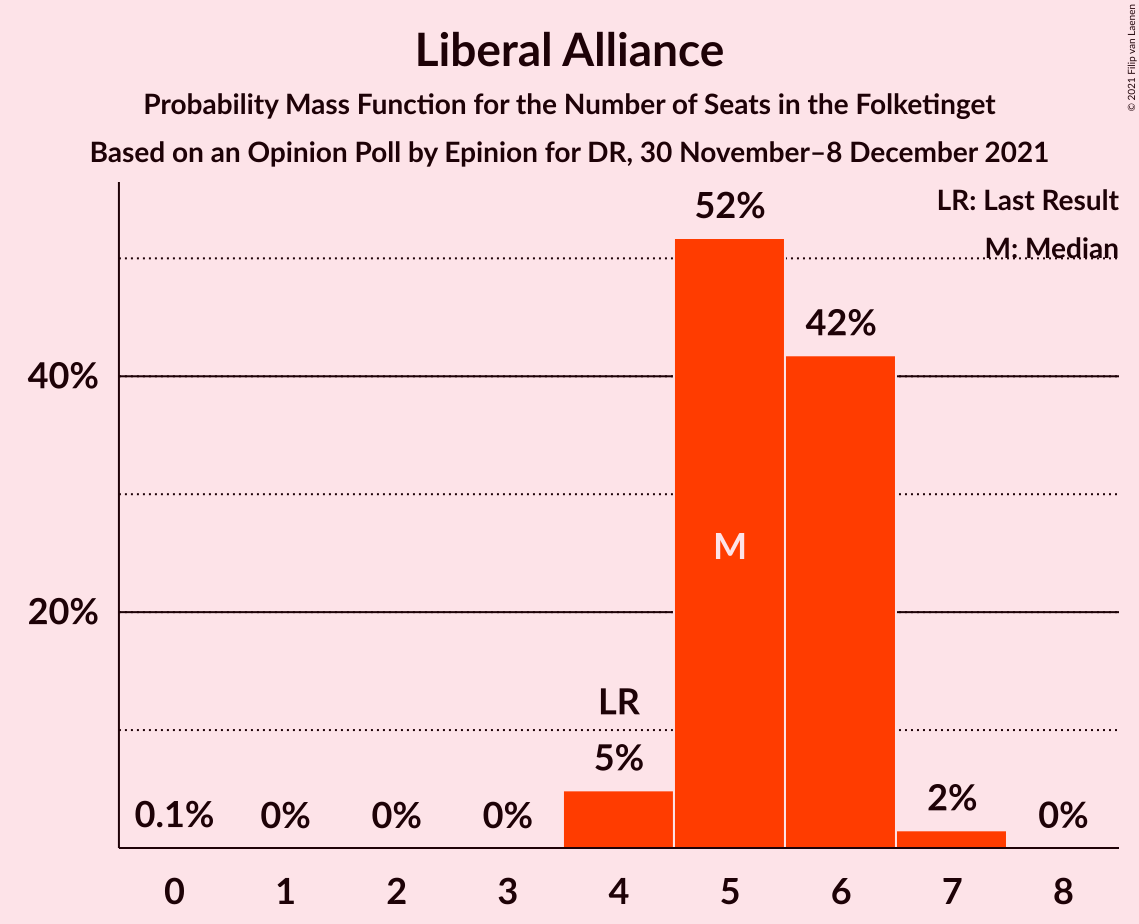 Liberal Alliance
Probability Mass Function for the Number of Seats in the Folketinget
Based on an Opinion Poll by Epinion for DR, 30 November–8 December 2021
© 2021 Filip van Laenen
LR: Last Result
M: Median
52%
42%
40%
M
20%
LR
5%
2%
0.1% 0% 0% 0% 0%
0 1 2 3 4 5 6 7 8